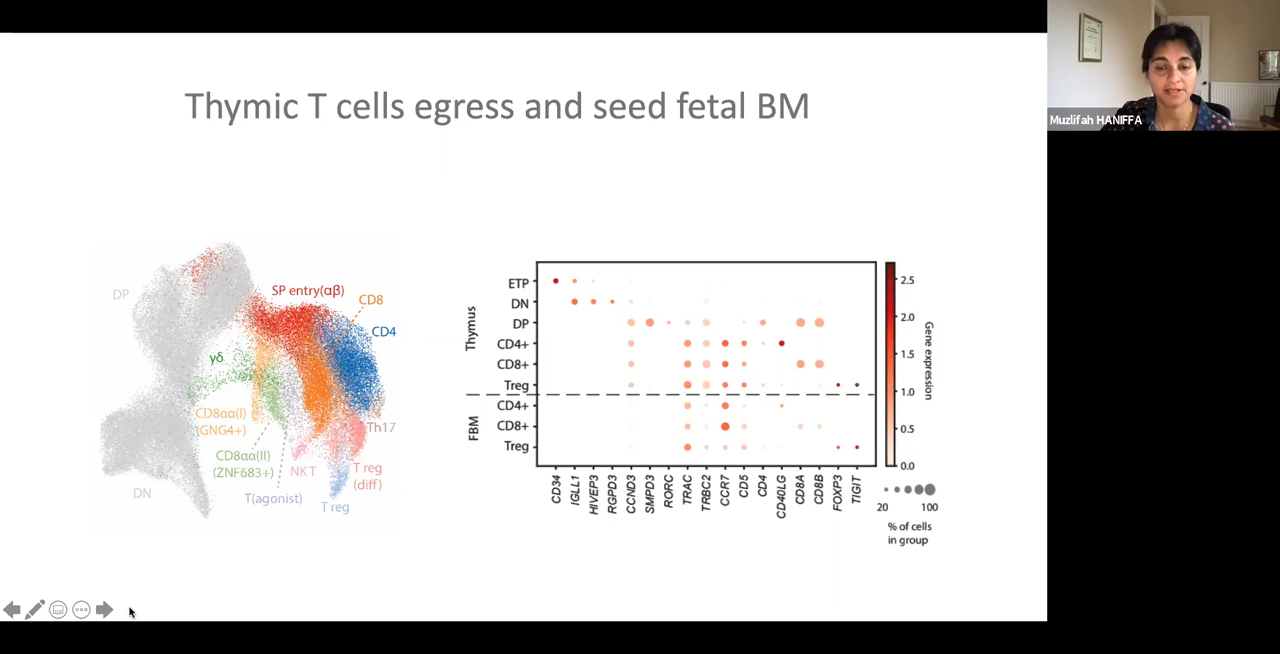 Thymic T cells egress and seed fetal BM
Muzlifah HANIFFA
DP
SP entry(αβ)
CD8
CD4
γδ
CD8αα(I)
(GNG4+)
Th17
CD8αα(II)
(ZNF683+)
NKT
T reg
(diff)
DN
T(agonist)
T reg
Thymus
ETP
DN
DP
CD4+
CD8+
Treg
FBM
CD4+
CD8+
Treg
CD34
IGLL1
HIVEP3
RGPD3
CCND3
SMPD3
RORC
TRAC
TRBC2
CCR7
CD5
CD4
CD40LG
CD8A
CD8B
FOXP3
TIGIT
2.5
2.0
1.5
1.0
0.5
0.0
Gene expression
20 100
% of cells
in group